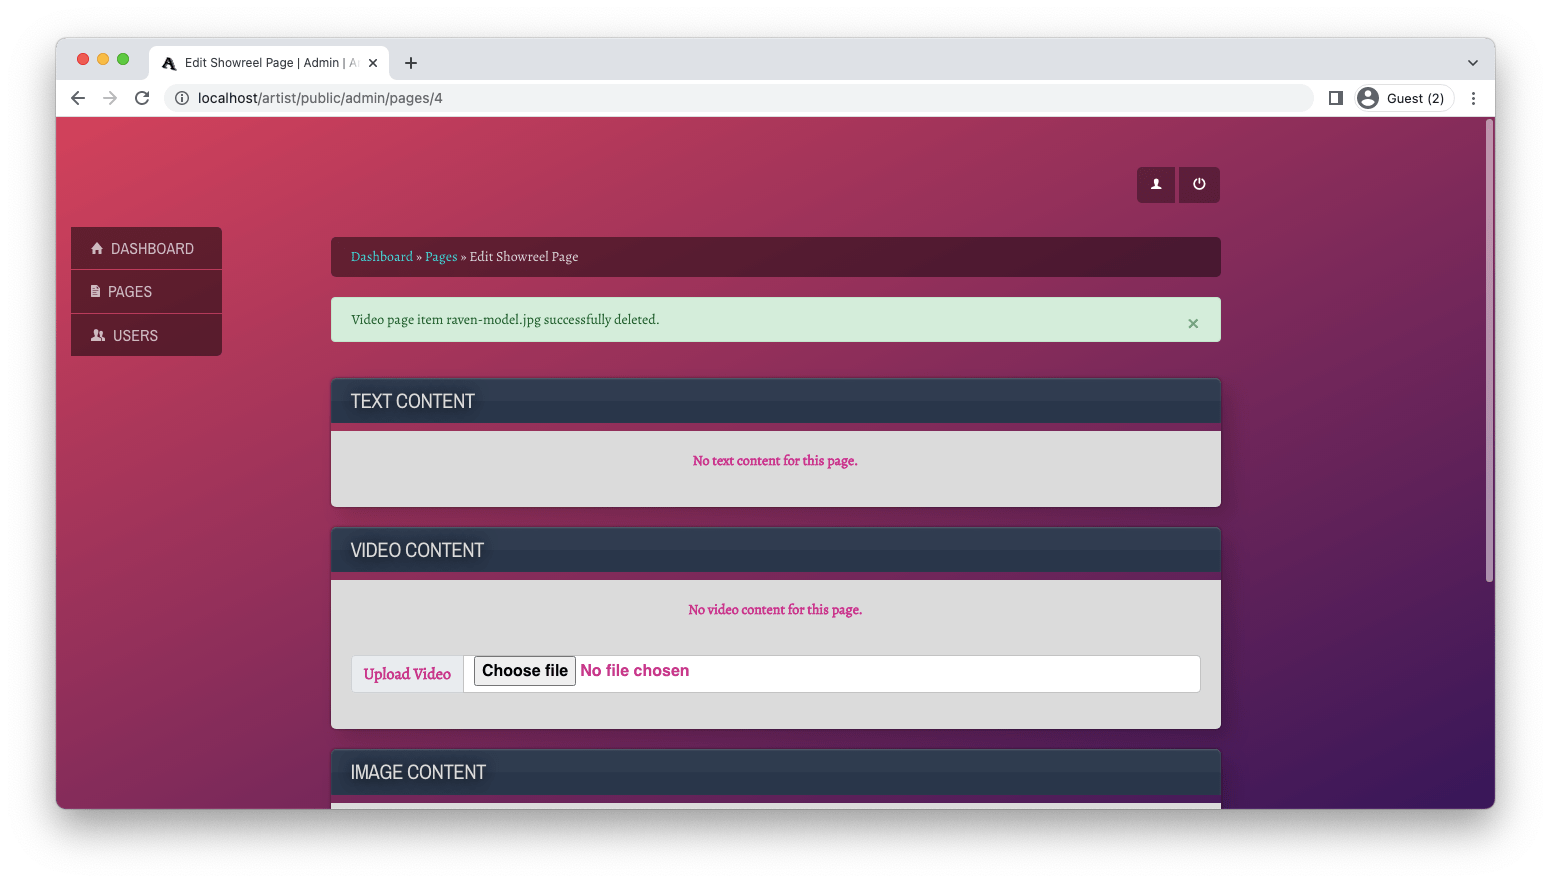 Edit Showreel Page | Admin | A
localhost/artist/public/admin/pages/4
Guest (2)
DASHBOARD
PAGES
USERS
Dashboard » Pages » Edit Showreel Page
Video page item raven-model.jpg successfully deleted.
TEXT CONTENT
No text content for this page.
VIDEO CONTENT
No video content for this page.
Upload Video Choose file No file chosen
IMAGE CONTENT